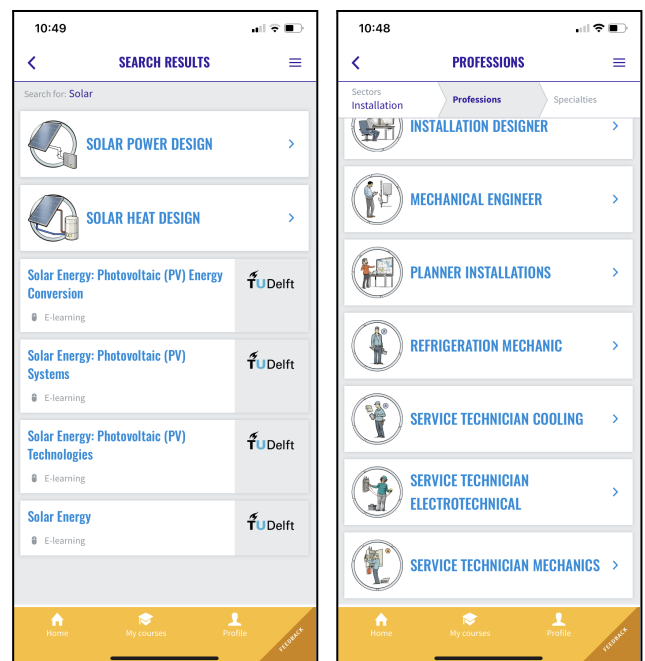 10:49
SEARCH RESULTS
Search for: Solar
SOLAR POWER DESIGN
SOLAR HEAT DESIGN
Solar Energy: Photovoltaic (PV) Energy
Conversion
E-learning
TUDelft
Solar Energy: Photovoltaic (PV)
Systems
E-learning
TUDelft
Solar Energy: Photovoltaic (PV)
Technologies
E-learning
TUDelft
Solar Energy
E-learning
TUDelft
Home
My courses
Profile
FEEDBACK
10:48
PROFESSIONS
Sectors
Installation
Professions
Specialties
INSTALLATION DESIGNER
MECHANICAL ENGINEER
PLANNER INSTALLATIONS
REFRIGERATION MECHANIC
SERVICE TECHNICIAN COOLING
SERVICE TECHNICIAN
ELECTROTECHNICAL
SERVICE TECHNICIAN MECHANICS
Home
My courses
Profile
FEEDBACK